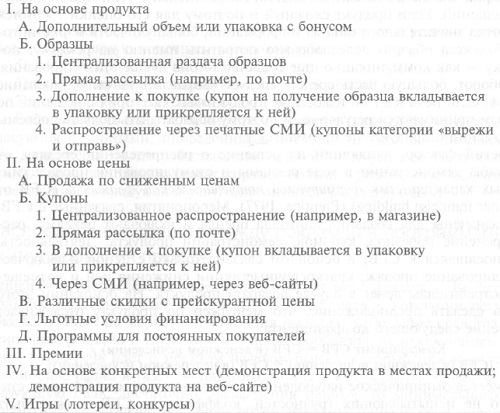 I. На основе продукта
А. Дополнительный объем или упаковка с бонусом
Б. Образцы
1. Централизованная раздача образцов
2. Прямая рассылка (например, по почте)
3. Дополнение к покупке (купон на получение образца вкладывается
в упаковку или прикрепляется к ней)
4. Распространение через печатные СМИ (купоны категории «вырежи
и отправь»)
II. На основе цены
А. Продажа по сниженным ценам
Б. Купоны
1. Централизованное распространение (например, в магазине)
2. Прямая рассылка (по почте)
3. В дополнение к покупке (купон вкладывается в упаковку
или прикрепляется к ней)
4. Через СМИ (например, через веб-сайты)
В. Различные скидки с прейскурантной цены
Г. Льготные условия финансирования
Д. Программы для постоянных покупателей
III. Премии
IV. На основе конкретных мест (демонстрация продукта в местах продажи;
демонстрация продукта на веб-сайте)
V. Игры (лотереи, конкурсы)